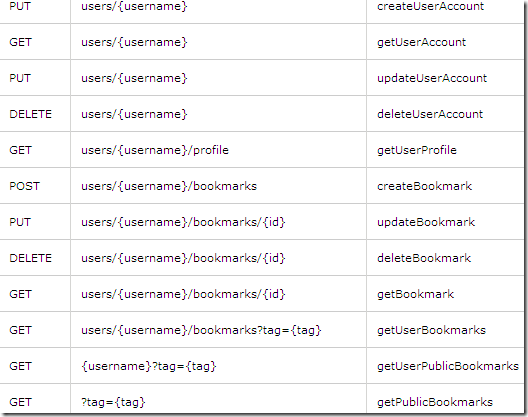 PUT users/{username} createUserAccount
GET users/{username} getUserAccount
PUT users/{username} updateUserAccount
DELETE users/{username} deleteUserAccount
GET users/{username}/profile getUserProfile
POST users/{username}/bookmarks createBookmark
PUT users/{username}/bookmarks/{id} updateBookmark
DELETE users/{username}/bookmarks/{id} deleteBookmark
GET users/{username}/bookmarks/{id} getBookmark
GET users/{username}/bookmarks?tag={tag} getUserBookmarks
GET {username}?tag={tag} getUserPublicBookmarks
GET ?tag={tag} getPublicBookmarks